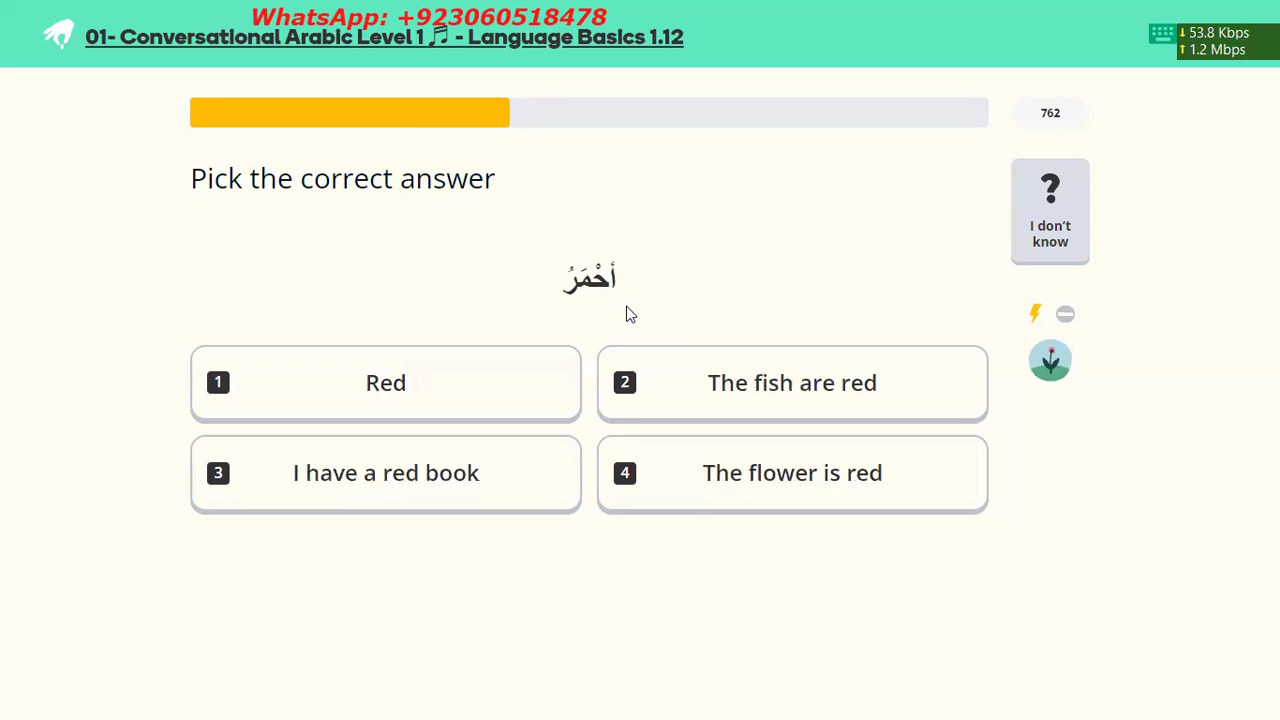 WhatsApp: +923060518478
01- Conversational Arabic Level 1 🎵 - Language Basics 1.12
↓ 53.8 Kbps
↑ 1.2 Mbps
762
Pick the correct answer
?
I don't
know
أَحْمَرُ
1 Red
2 The fish are red
3 I have a red book
4 The flower is red